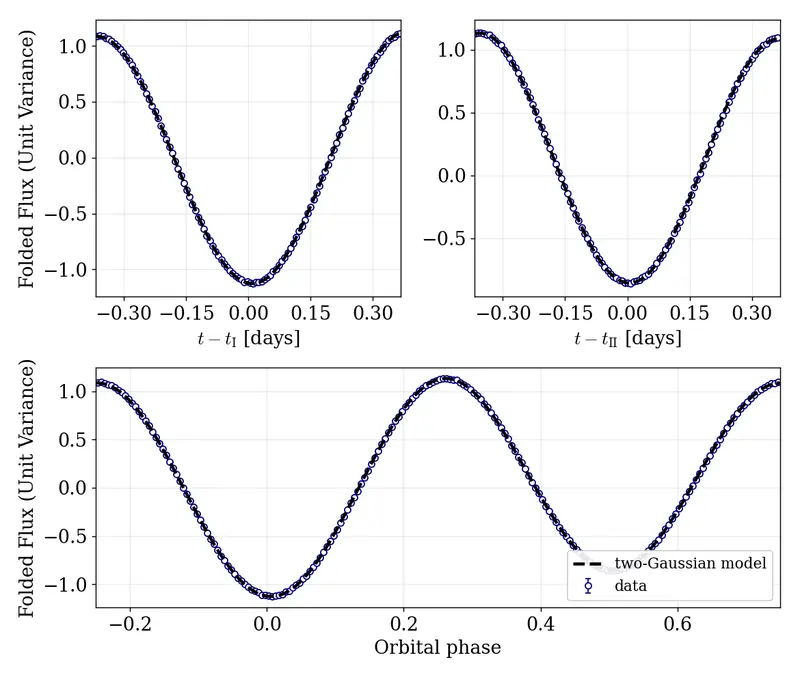 Folded Flux (Unit Variance)
1.0
0.5
0.0
−0.5
−1.0
−0.30 −0.15 0.00 0.15 0.30
t − t_I [days]
1.0
0.5
0.0
−0.5
−0.30 −0.15 0.00 0.15 0.30
t − t_II [days]
Folded Flux (Unit Variance)
1.0
0.5
0.0
−0.5
−1.0
two-Gaussian model
data
−0.2 0.0 0.2 0.4 0.6
Orbital phase